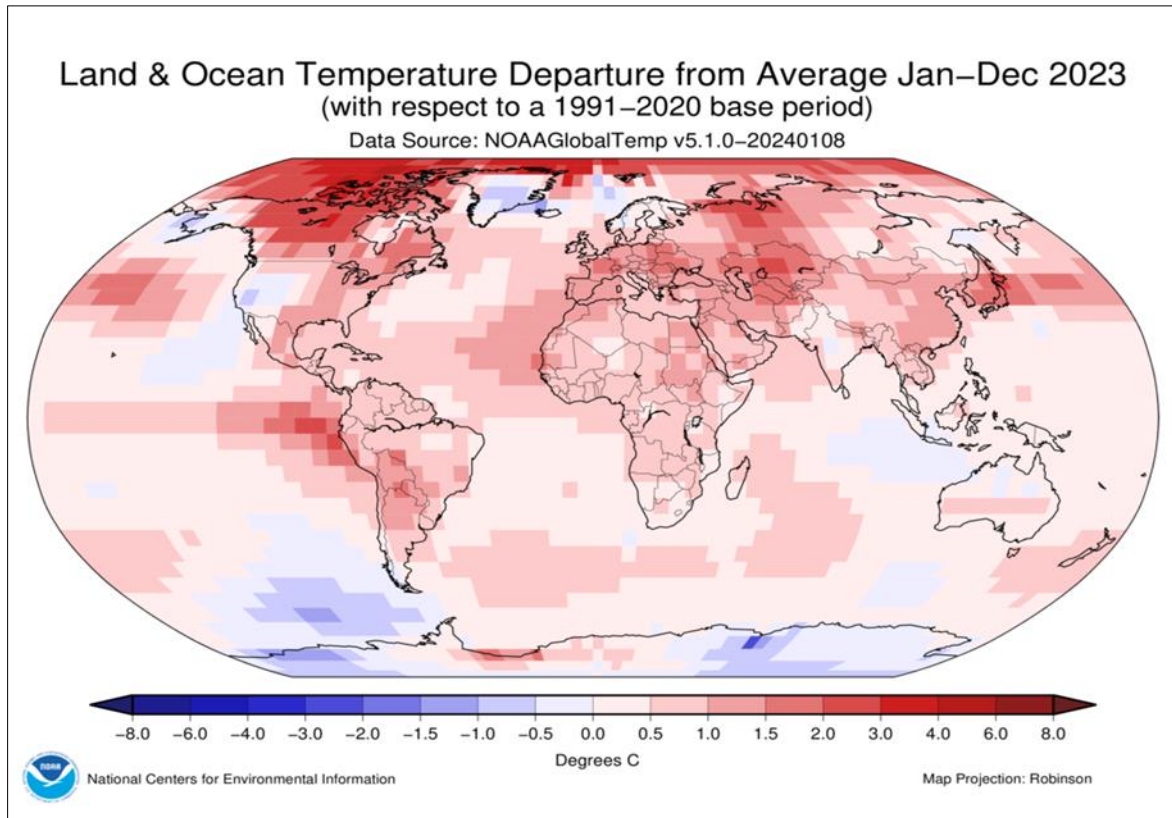 Land & Ocean Temperature Departure from Average Jan–Dec 2023
(with respect to a 1991–2020 base period)
Data Source: NOAAGlobalTemp v5.1.0–20240108
−8.0 −6.0 −4.0 −3.0 −2.0 −1.5 −1.0 −0.5 0.0 0.5 1.0 1.5 2.0 3.0 4.0 6.0 8.0
Degrees C
NOAA
National Centers for Environmental Information
Map Projection: Robinson